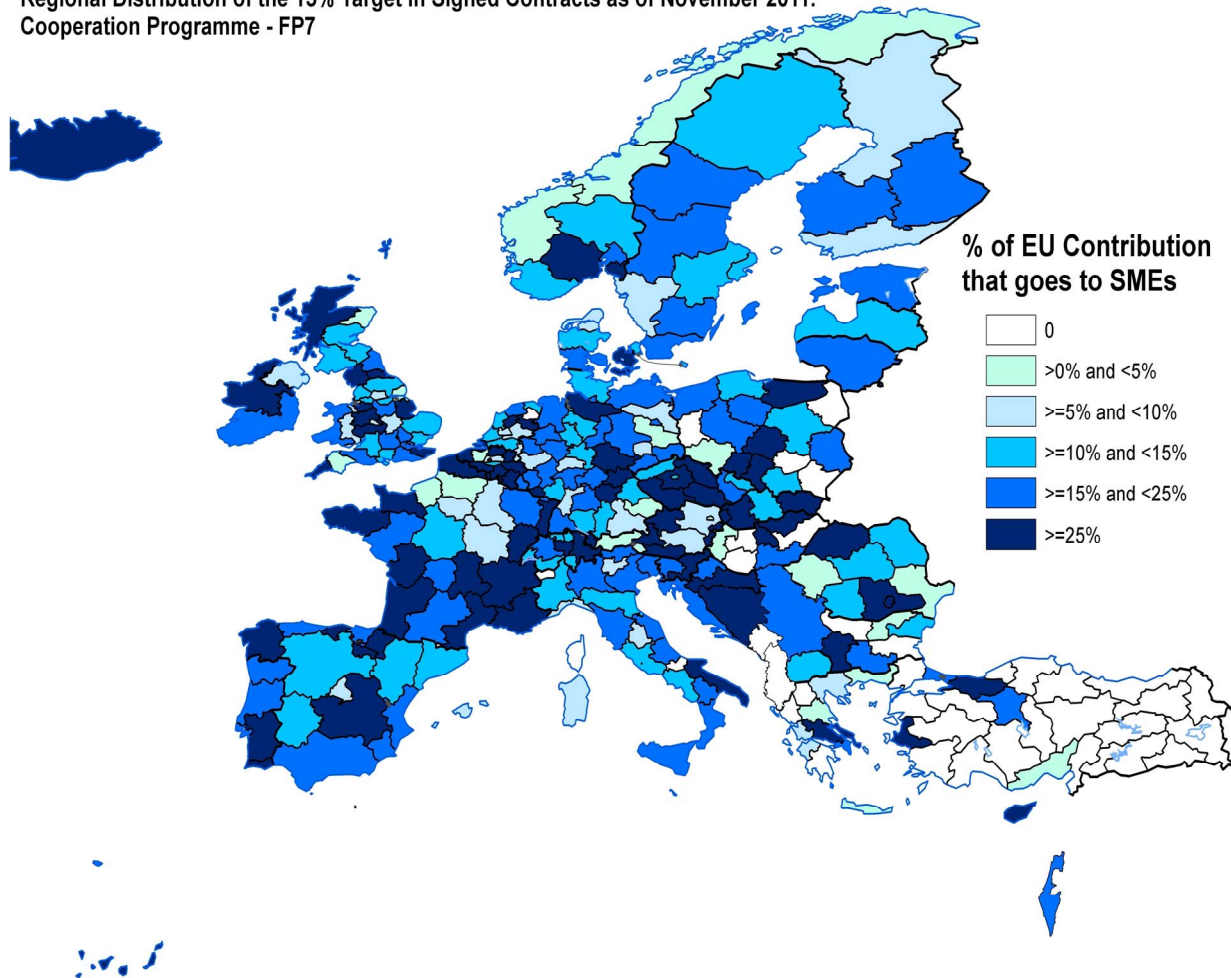 Regional Distribution of the 15% Target in Signed Contracts as of November 2011.
Cooperation Programme - FP7
% of EU Contribution
that goes to SMEs
0
>0% and <5%
>=5% and <10%
>=10% and <15%
>=15% and <25%
>=25%